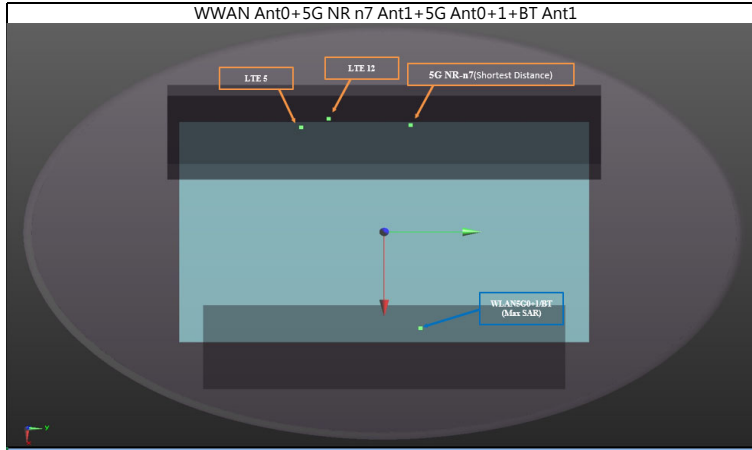 WWAN Ant0+5G NR n7 Ant1+5G Ant0+1+BT Ant1
LTE 5
LTE 12
5G NR-n7(Shortest Distance)
WLAN5G0+1/BT
(Max SAR)
Y